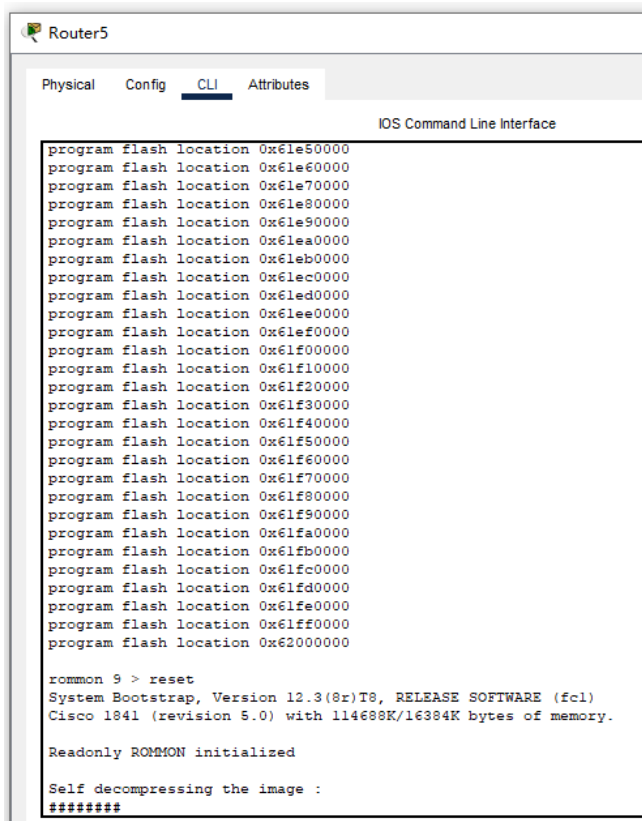 Router5
Physical Config CLI Attributes
IOS Command Line Interface
program flash location 0x61e50000
program flash location 0x61e60000
program flash location 0x61e70000
program flash location 0x61e80000
program flash location 0x61e90000
program flash location 0x61ea0000
program flash location 0x61eb0000
program flash location 0x61ec0000
program flash location 0x61ed0000
program flash location 0x61ee0000
program flash location 0x61ef0000
program flash location 0x61f00000
program flash location 0x61f10000
program flash location 0x61f20000
program flash location 0x61f30000
program flash location 0x61f40000
program flash location 0x61f50000
program flash location 0x61f60000
program flash location 0x61f70000
program flash location 0x61f80000
program flash location 0x61f90000
program flash location 0x61fa0000
program flash location 0x61fb0000
program flash location 0x61fc0000
program flash location 0x61fd0000
program flash location 0x61fe0000
program flash location 0x61ff0000
program flash location 0x62000000
rommon 9 > reset
System Bootstrap, Version 12.3(8r)T8, RELEASE SOFTWARE (fc1)
Cisco 1841 (revision 5.0) with 114688K/16384K bytes of memory.
Readonly ROMMON initialized
Self decompressing the image :
########